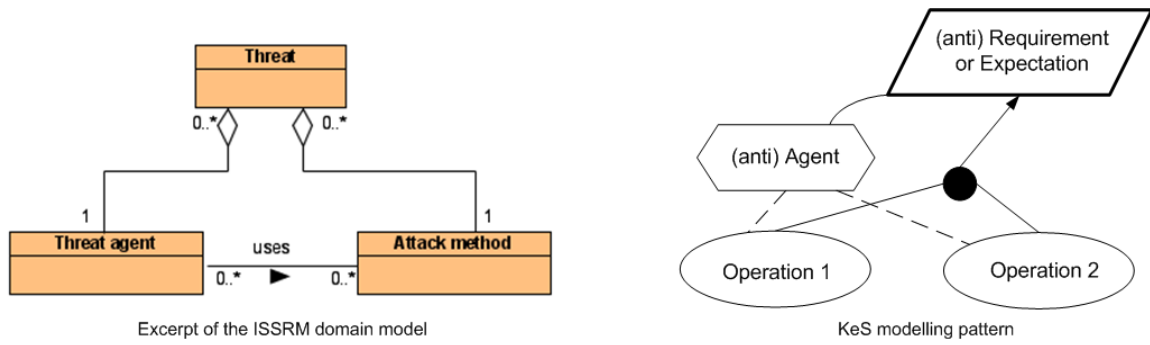 Threat
0..*
0..*
1
1
Threat agent
uses
Attack method
0..*
0..*
Excerpt of the ISSRM domain model
(anti) Requirement
or Expectation
(anti) Agent
Operation 1
Operation 2
KeS modelling pattern